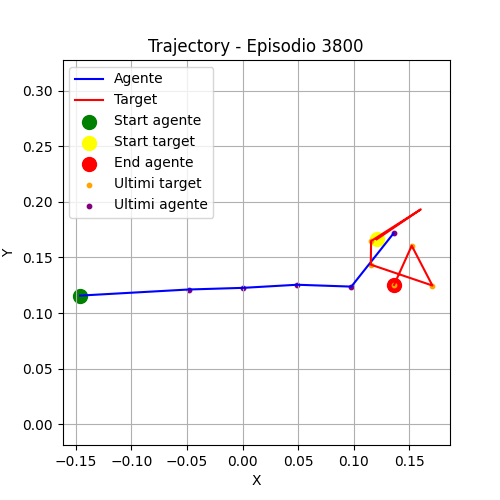 Trajectory - Episodio 3800
Agente
Target
Start agente
Start target
End agente
Ultimi target
Ultimi agente
0.30
0.25
0.20
0.15
0.10
0.05
0.00
Y
−0.15 −0.10 −0.05 0.00 0.05 0.10 0.15
X